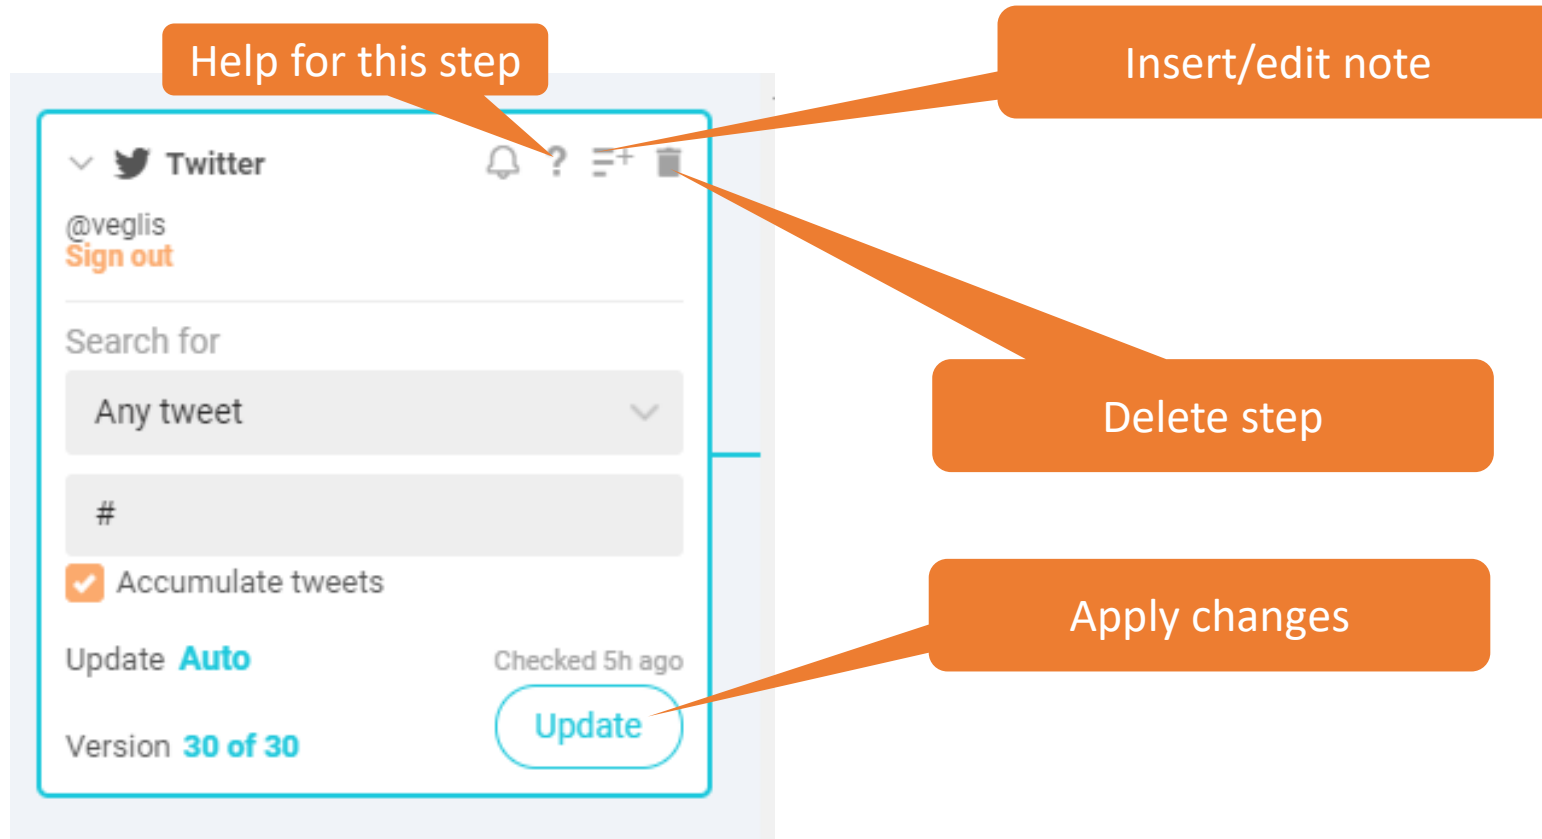 Help for this step
Insert/edit note
Twitter
?
@veglis
Sign out
Search for
Any tweet
Delete step
#
Accumulate tweets
Apply changes
Update Auto
Checked 5h ago
Update
Version 30 of 30